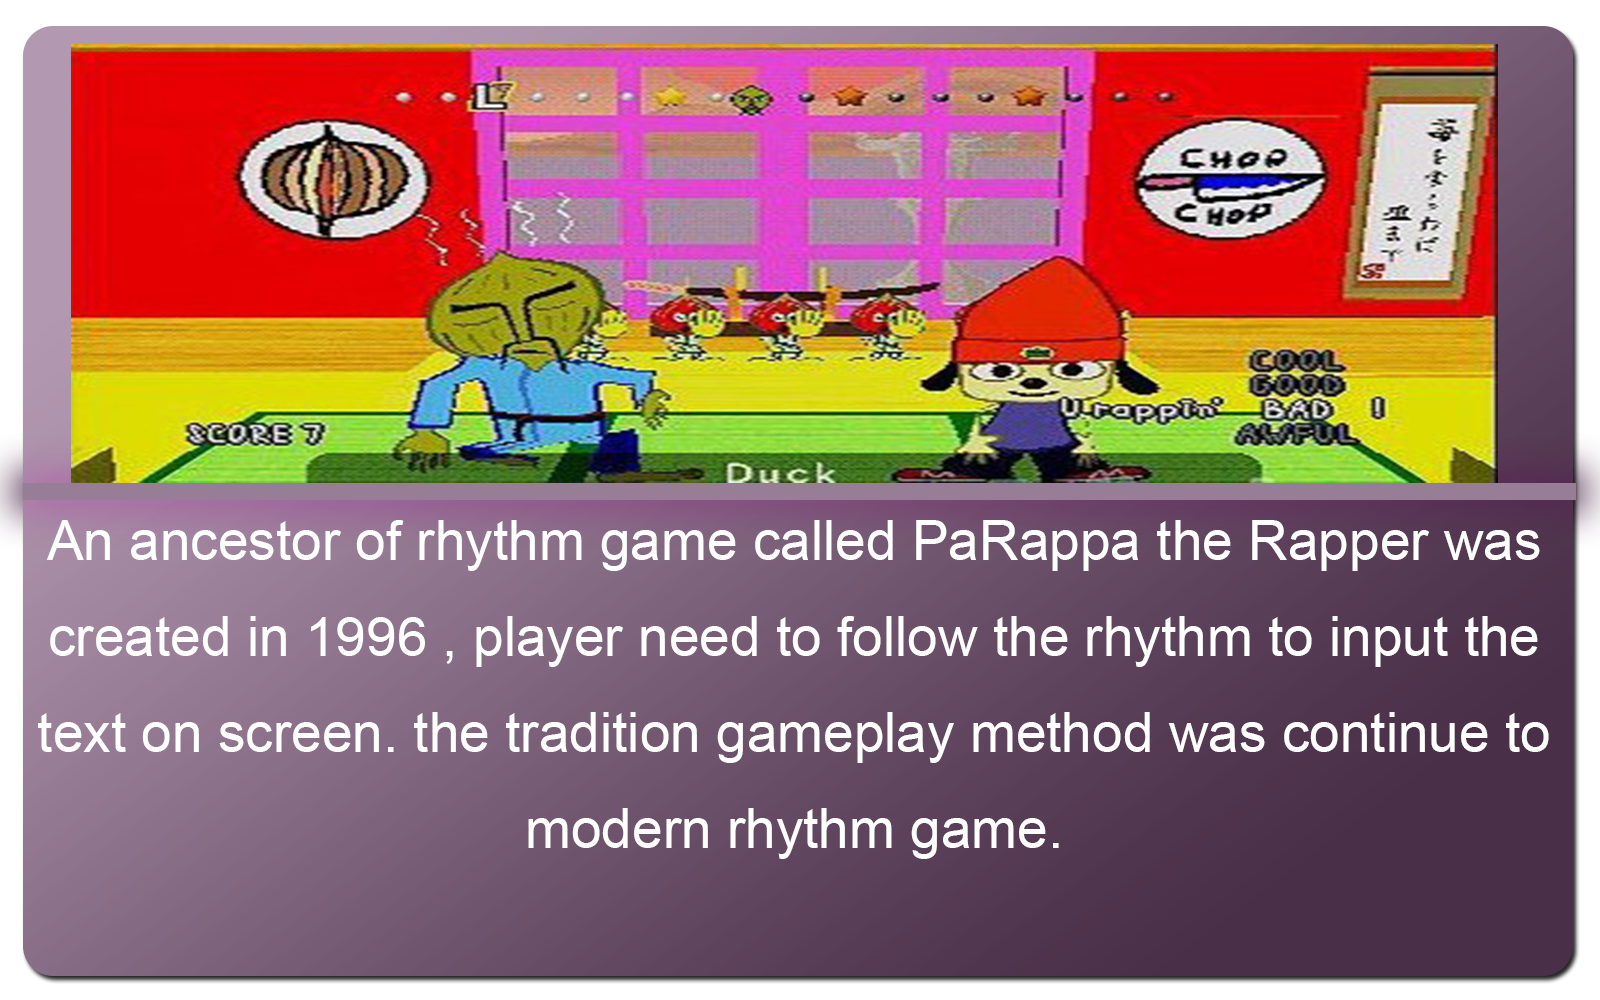 L
CHOP
CHOP
COOL
GOOD
U rappin' BAD !
AWFUL
SCORE 7
Duck
An ancestor of rhythm game called PaRappa the Rapper was
created in 1996 , player need to follow the rhythm to input the
text on screen. the tradition gameplay method was continue to
modern rhythm game.